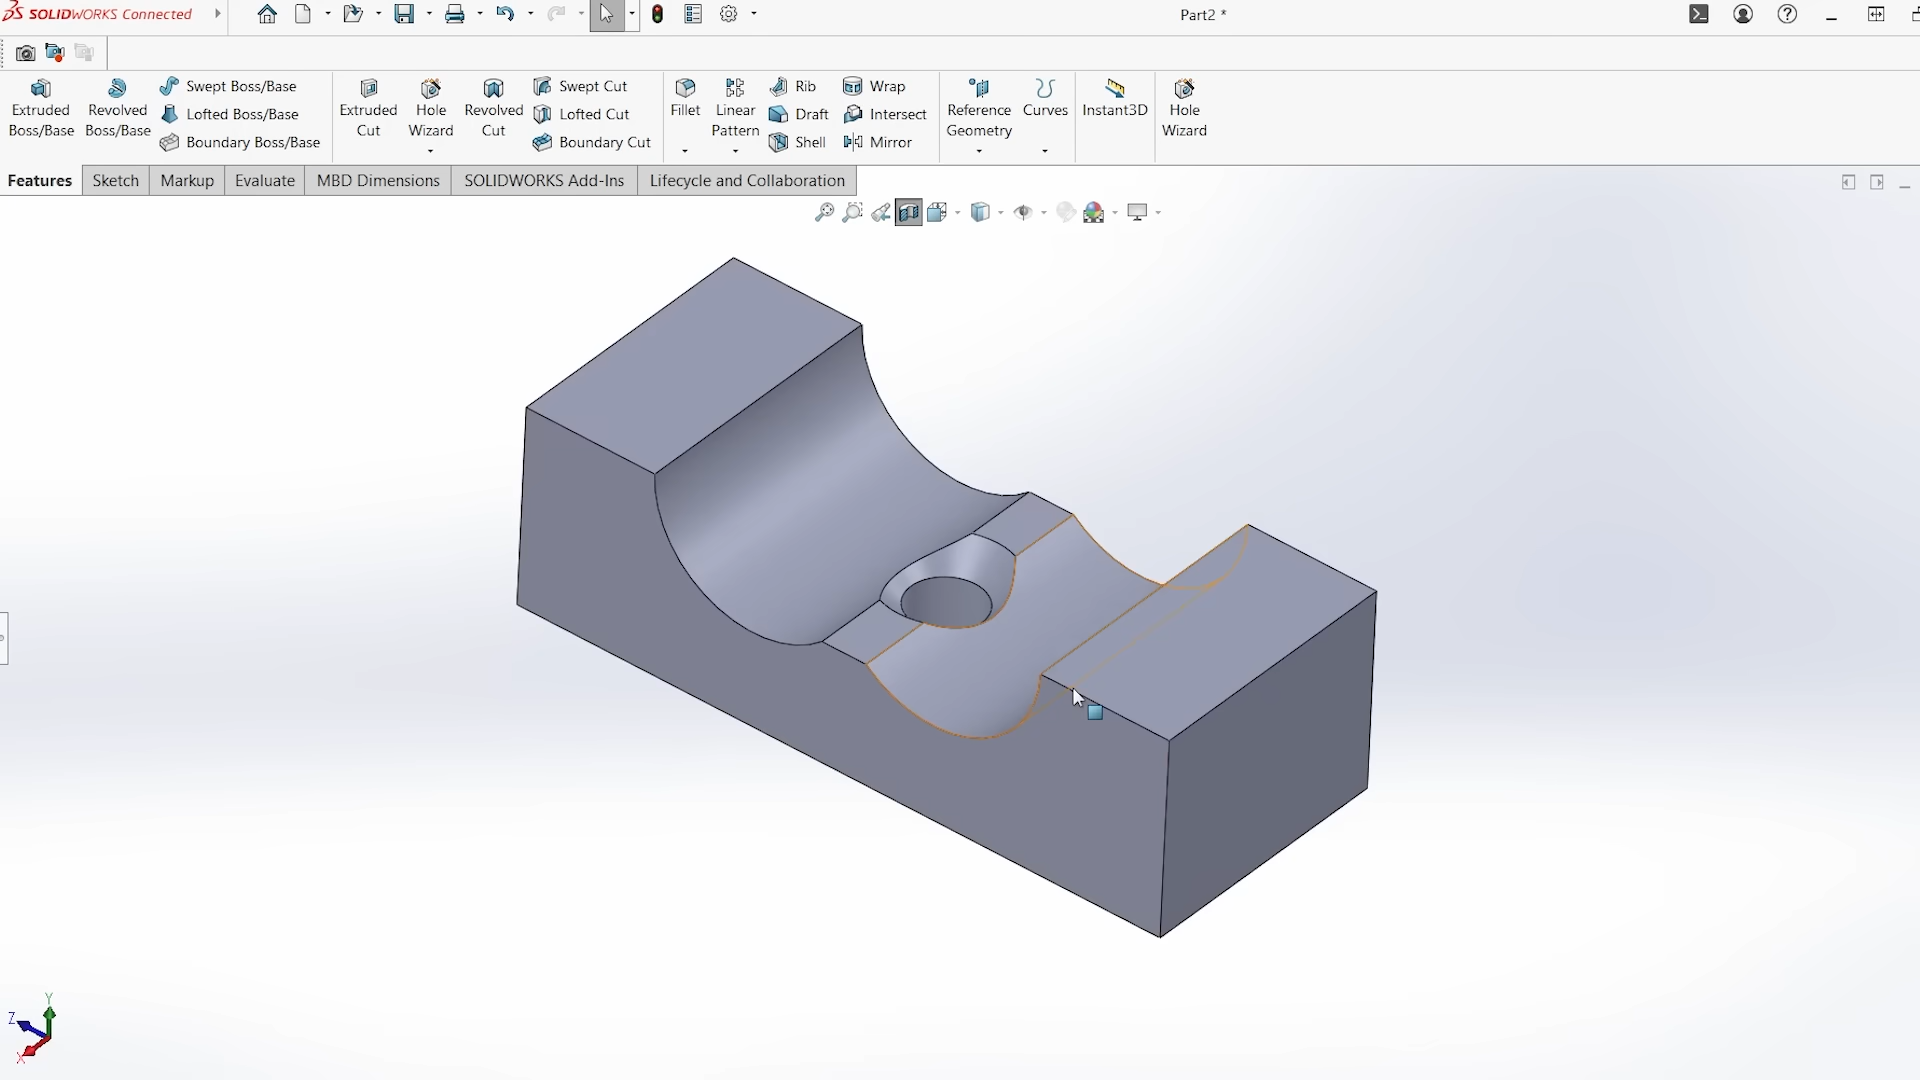 SOLIDWORKS Connected
Part2 *
Extruded Boss/Base
Revolved Boss/Base
Swept Boss/Base
Lofted Boss/Base
Boundary Boss/Base
Extruded Cut
Hole Wizard
Revolved Cut
Swept Cut
Lofted Cut
Boundary Cut
Fillet
Linear Pattern
Rib
Draft
Shell
Wrap
Intersect
Mirror
Reference Geometry
Curves
Instant3D
Hole Wizard
Features
Sketch
Markup
Evaluate
MBD Dimensions
SOLIDWORKS Add-Ins
Lifecycle and Collaboration
Y
Z
X